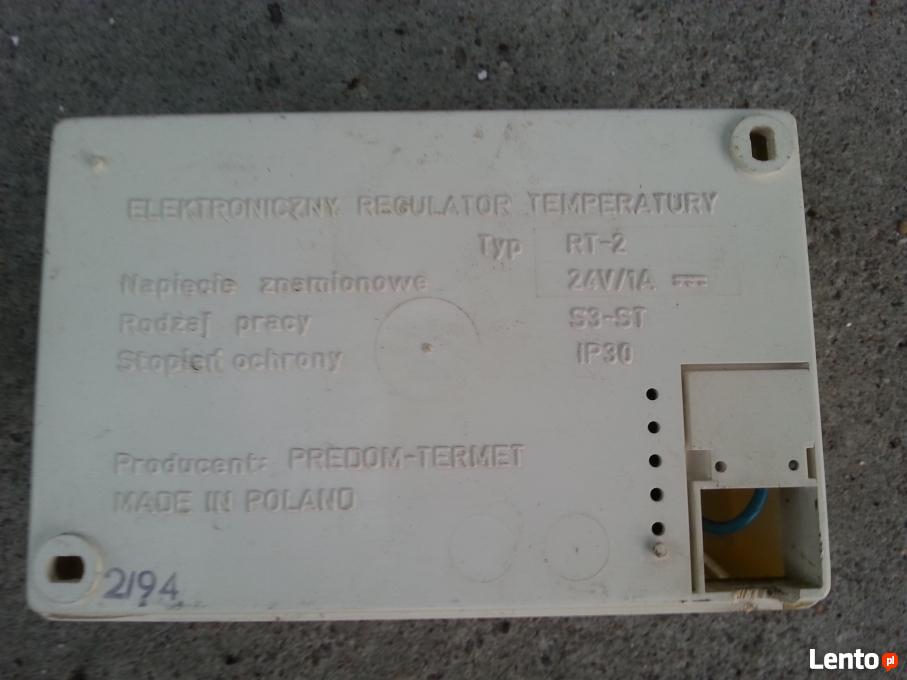 ELEKTRONICZNY REGULATOR TEMPERATURY
Typ RT-2
Napięcie znamionowe 24V/1A
Rodzaj pracy S3-ST
Stopień ochrony IP30
Producent: PREDOM-TERMET
MADE IN POLAND
2/94
Lento.pl